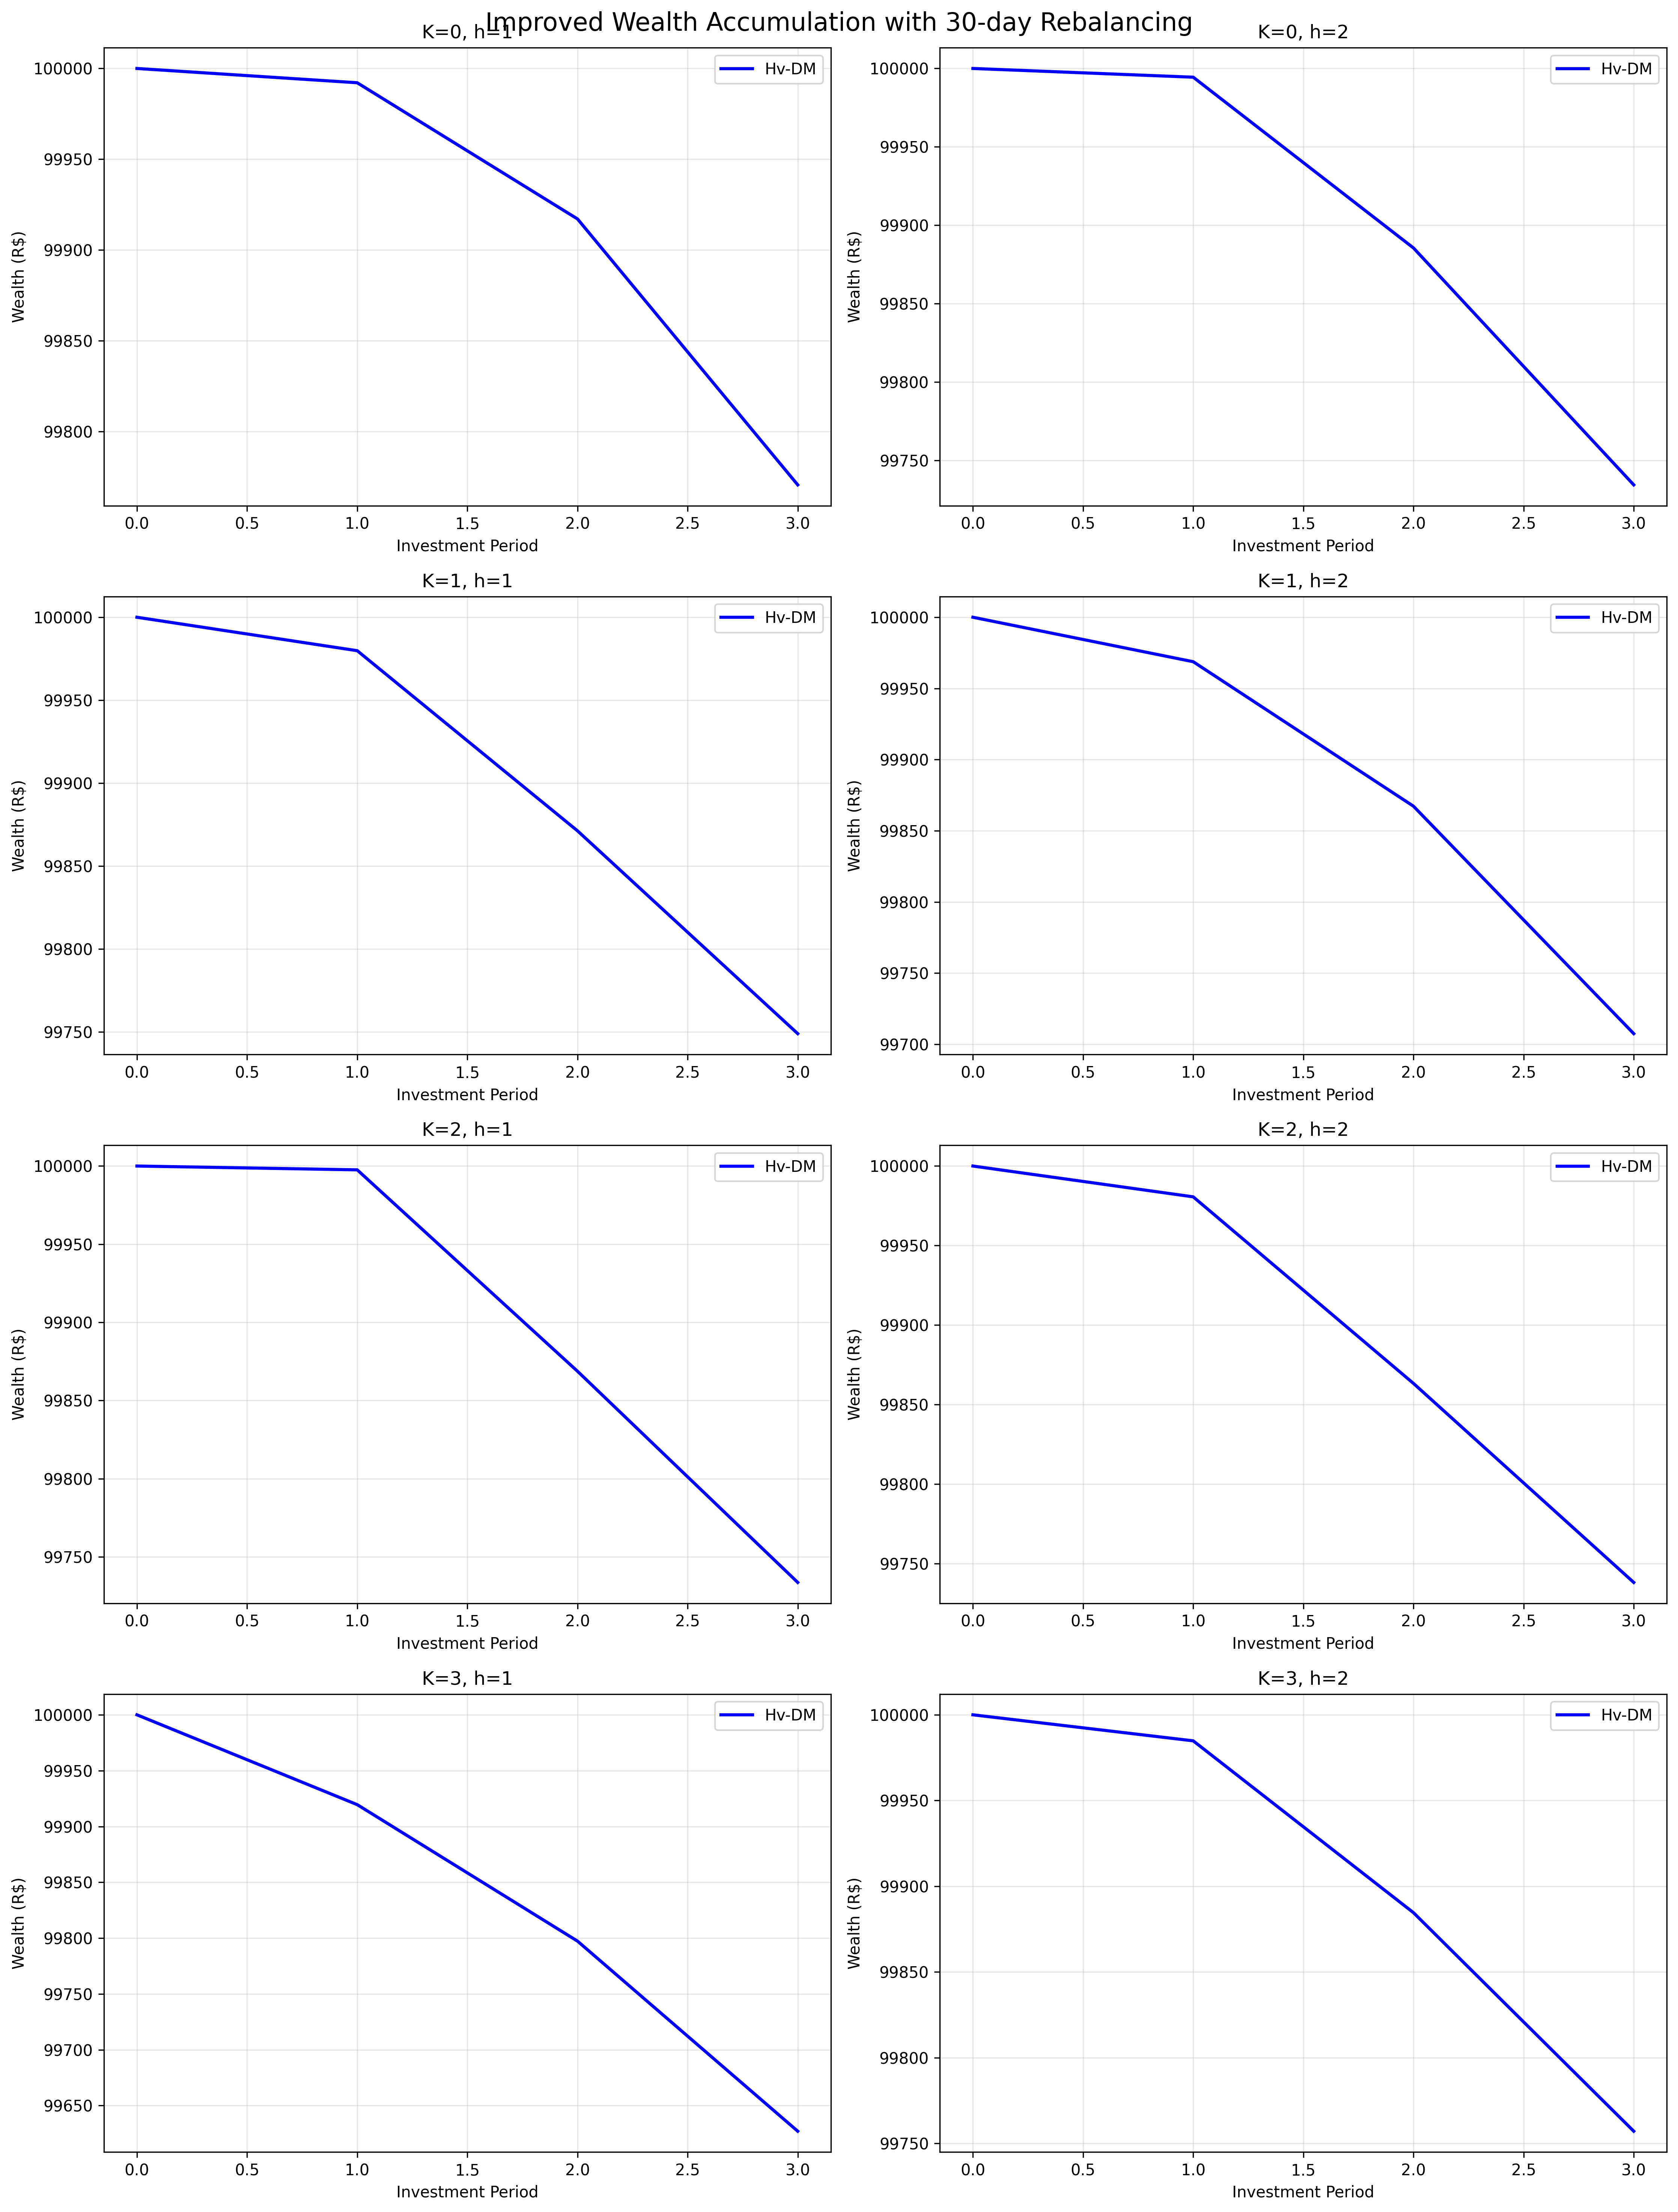 Improved Wealth Accumulation with 30-day Rebalancing
K=0, h=1
Hv-DM
100000
99950
99900
99850
99800
Wealth (R$)
0.0 0.5 1.0 1.5 2.0 2.5 3.0
Investment Period
K=0, h=2
Hv-DM
100000
99950
99900
99850
99800
99750
Wealth (R$)
0.0 0.5 1.0 1.5 2.0 2.5 3.0
Investment Period
K=1, h=1
Hv-DM
100000
99950
99900
99850
99800
99750
Wealth (R$)
0.0 0.5 1.0 1.5 2.0 2.5 3.0
Investment Period
K=1, h=2
Hv-DM
100000
99950
99900
99850
99800
99750
99700
Wealth (R$)
0.0 0.5 1.0 1.5 2.0 2.5 3.0
Investment Period
K=2, h=1
Hv-DM
100000
99950
99900
99850
99800
99750
Wealth (R$)
0.0 0.5 1.0 1.5 2.0 2.5 3.0
Investment Period
K=2, h=2
Hv-DM
100000
99950
99900
99850
99800
99750
Wealth (R$)
0.0 0.5 1.0 1.5 2.0 2.5 3.0
Investment Period
K=3, h=1
Hv-DM
100000
99950
99900
99850
99800
99750
99700
99650
Wealth (R$)
0.0 0.5 1.0 1.5 2.0 2.5 3.0
Investment Period
K=3, h=2
Hv-DM
100000
99950
99900
99850
99800
99750
Wealth (R$)
0.0 0.5 1.0 1.5 2.0 2.5 3.0
Investment Period